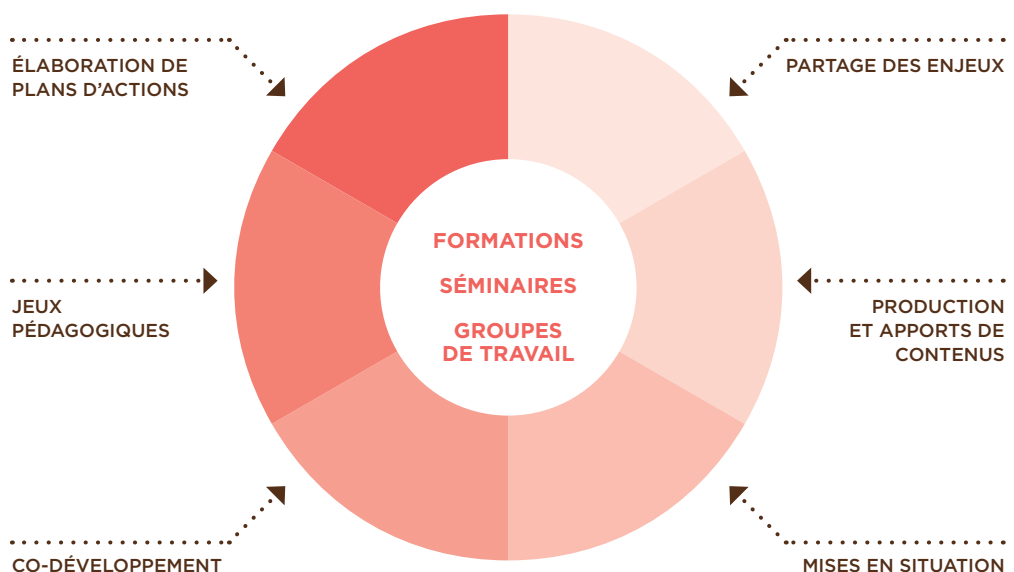 ÉLABORATION DE
PLANS D'ACTIONS
PARTAGE DES ENJEUX
FORMATIONS
SÉMINAIRES
GROUPES
DE TRAVAIL
JEUX
PÉDAGOGIQUES
PRODUCTION
ET APPORTS DE
CONTENUS
CO-DÉVELOPPEMENT
MISES EN SITUATION